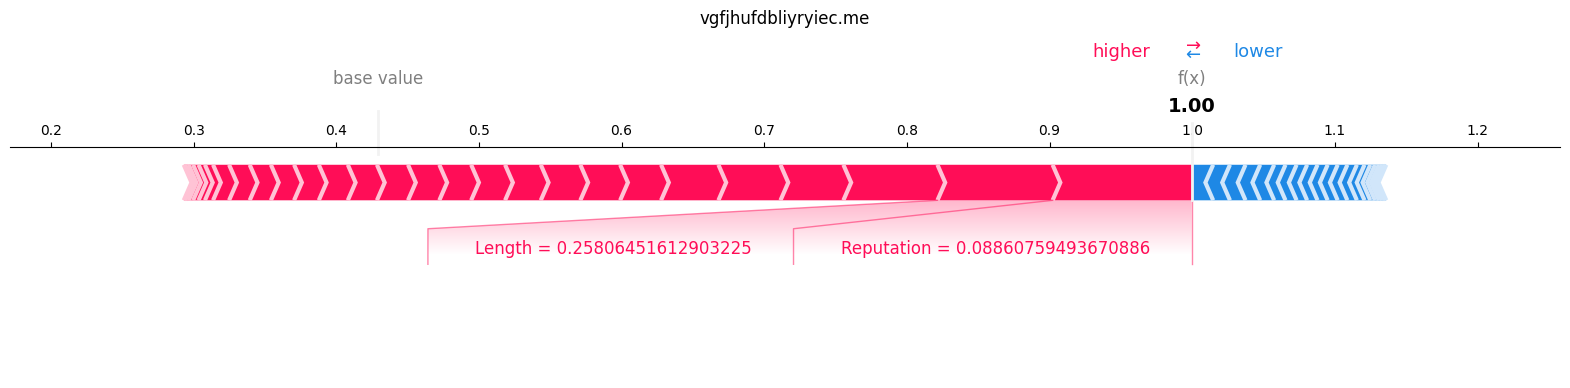 vgfjhufdbliyryiec.me
higher ⇄ lower
base value f(x)
1.00
0.2 0.3 0.4 0.5 0.6 0.7 0.8 0.9 1.0 1.1 1.2
Length = 0.25806451612903225 Reputation = 0.08860759493670886